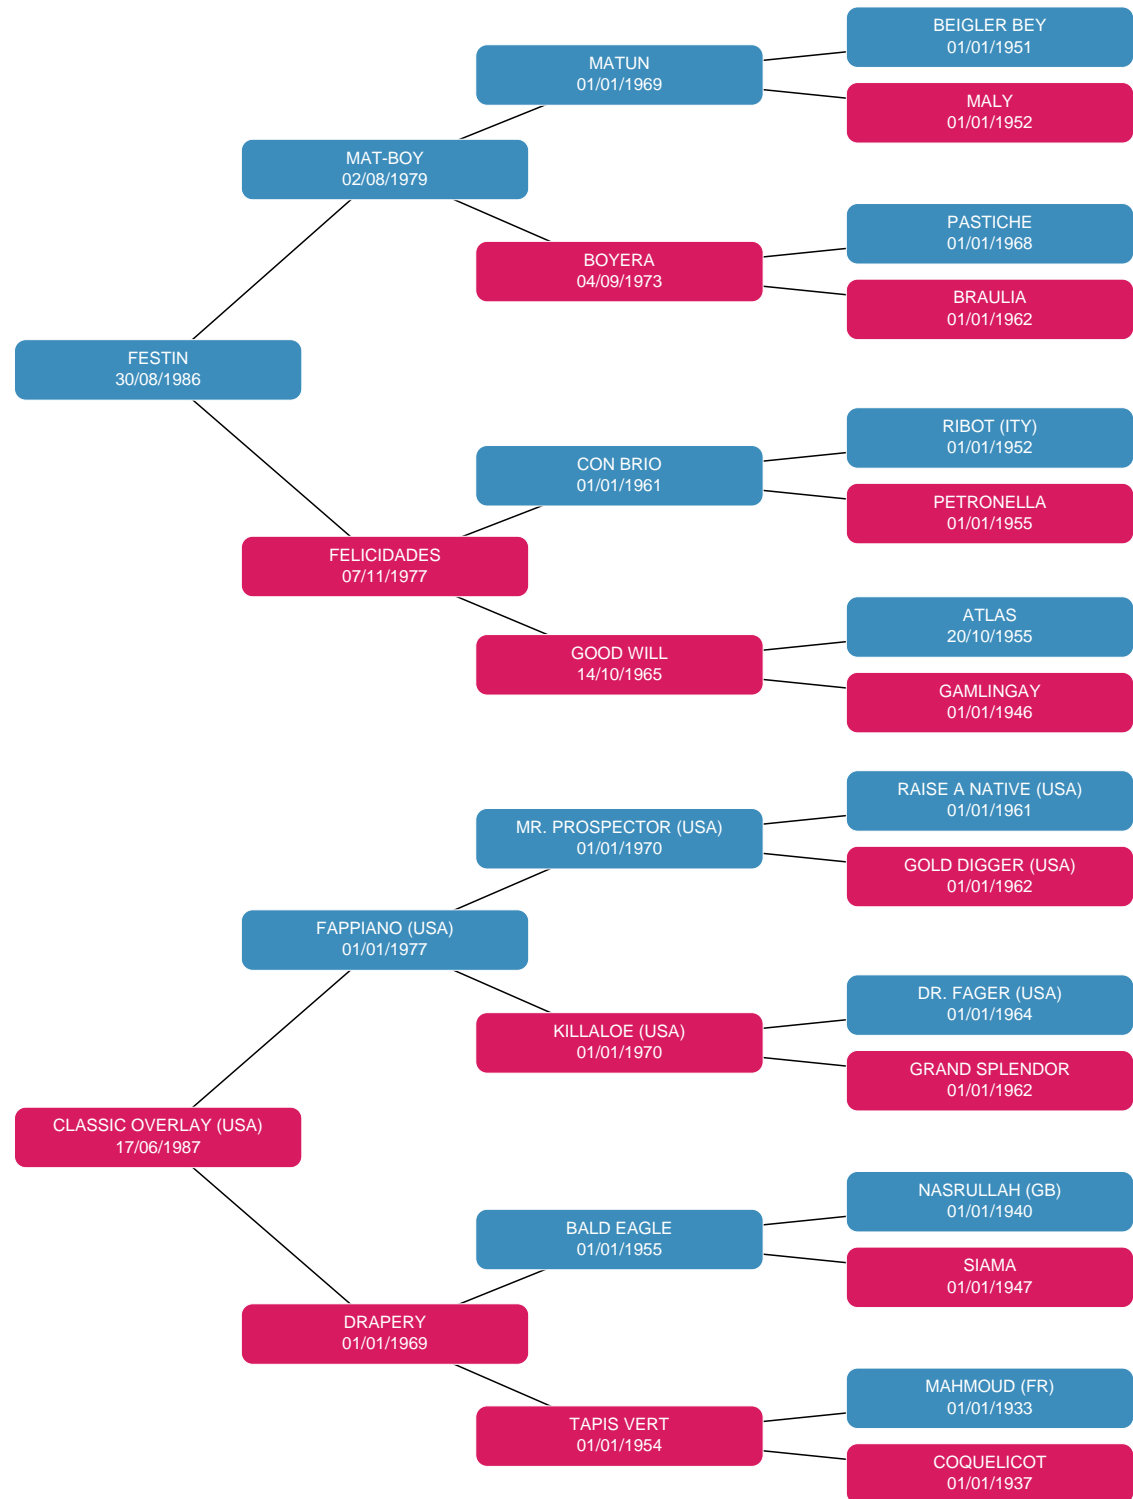 BEIGLER BEY
01/01/1951
MATUN
01/01/1969
MALY
01/01/1952
MAT-BOY
02/08/1979
PASTICHE
01/01/1968
BOYERA
04/09/1973
BRAULIA
01/01/1962
FESTIN
30/08/1986
RIBOT (ITY)
01/01/1952
CON BRIO
01/01/1961
PETRONELLA
01/01/1955
FELICIDADES
07/11/1977
ATLAS
20/10/1955
GOOD WILL
14/10/1965
GAMLINGAY
01/01/1946
RAISE A NATIVE (USA)
01/01/1961
MR. PROSPECTOR (USA)
01/01/1970
GOLD DIGGER (USA)
01/01/1962
FAPPIANO (USA)
01/01/1977
DR. FAGER (USA)
01/01/1964
KILLALOE (USA)
01/01/1970
GRAND SPLENDOR
01/01/1962
CLASSIC OVERLAY (USA)
17/06/1987
NASRULLAH (GB)
01/01/1940
BALD EAGLE
01/01/1955
SIAMA
01/01/1947
DRAPERY
01/01/1969
MAHMOUD (FR)
01/01/1933
TAPIS VERT
01/01/1954
COQUELICOT
01/01/1937